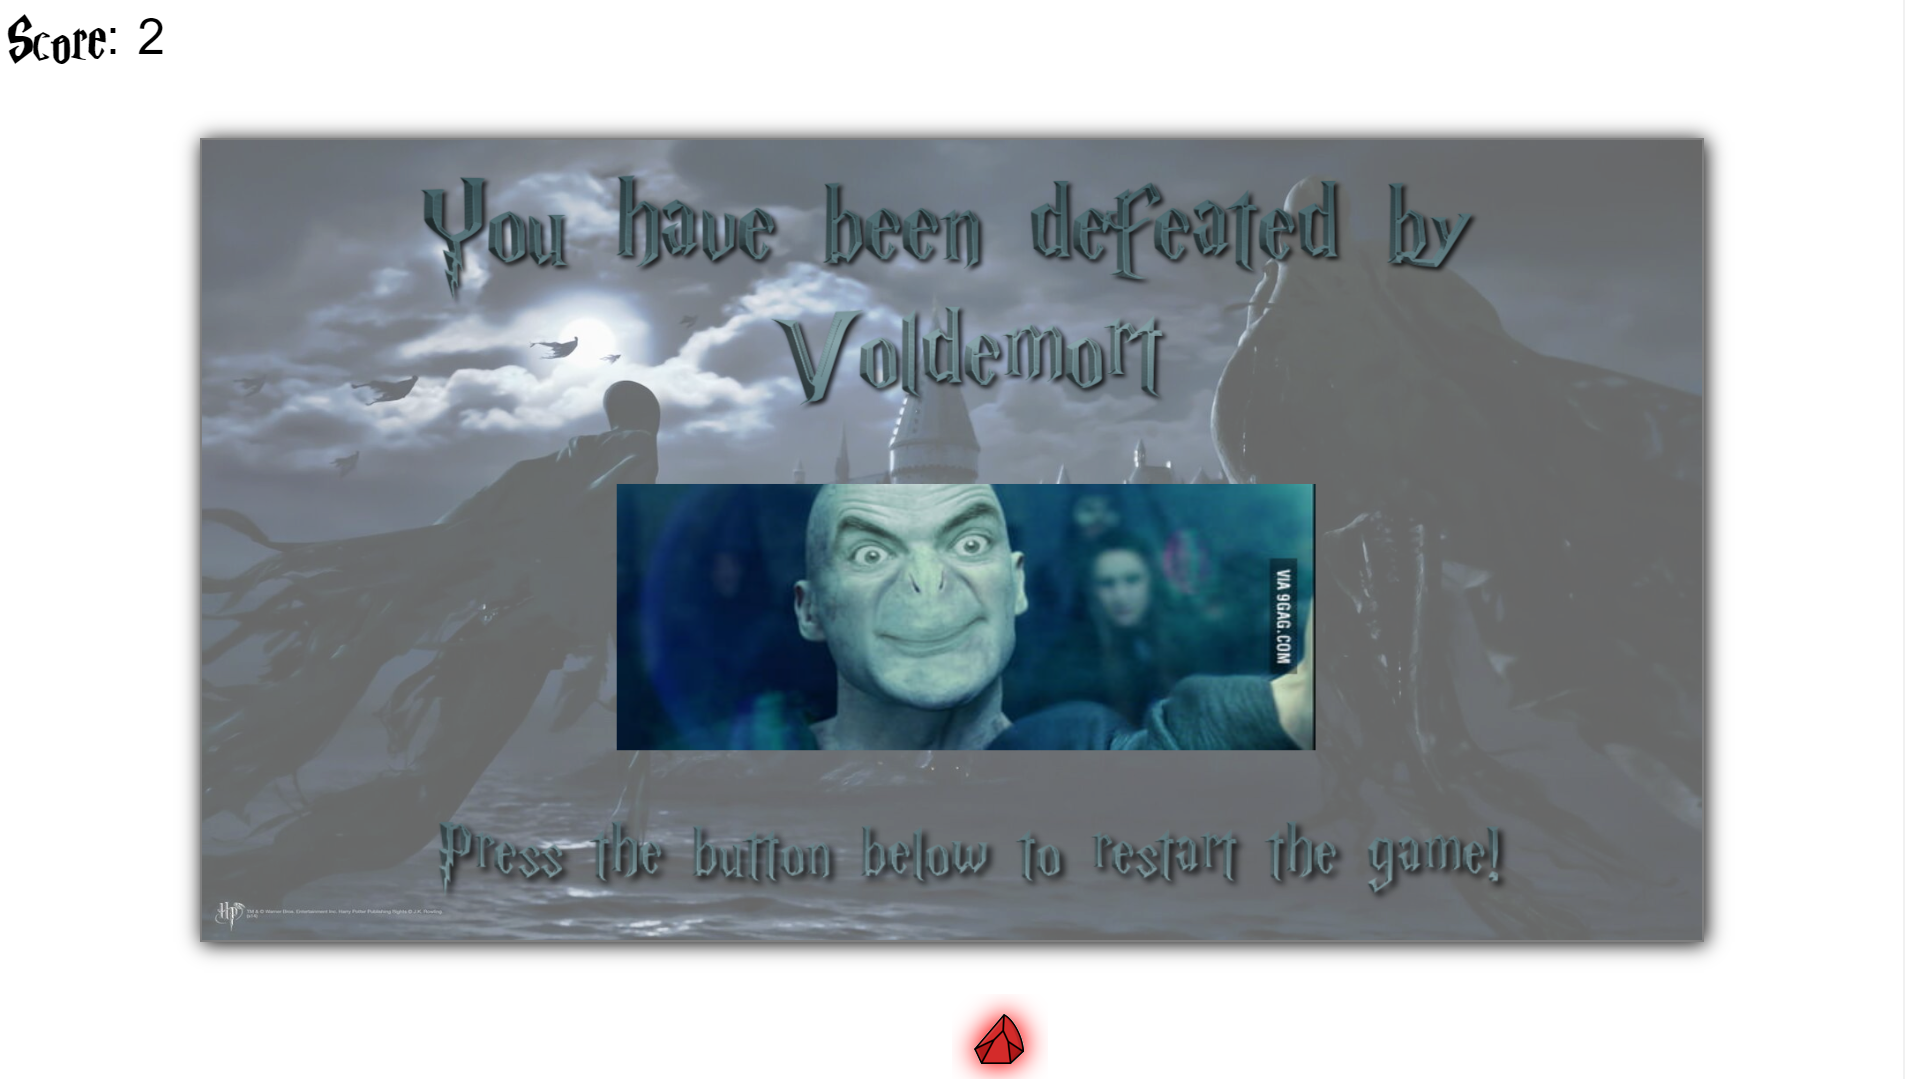 Score: 2
You have been defeated by
Voldemort
VIA 9GAG.COM
Press the button below to restart the game!
HP